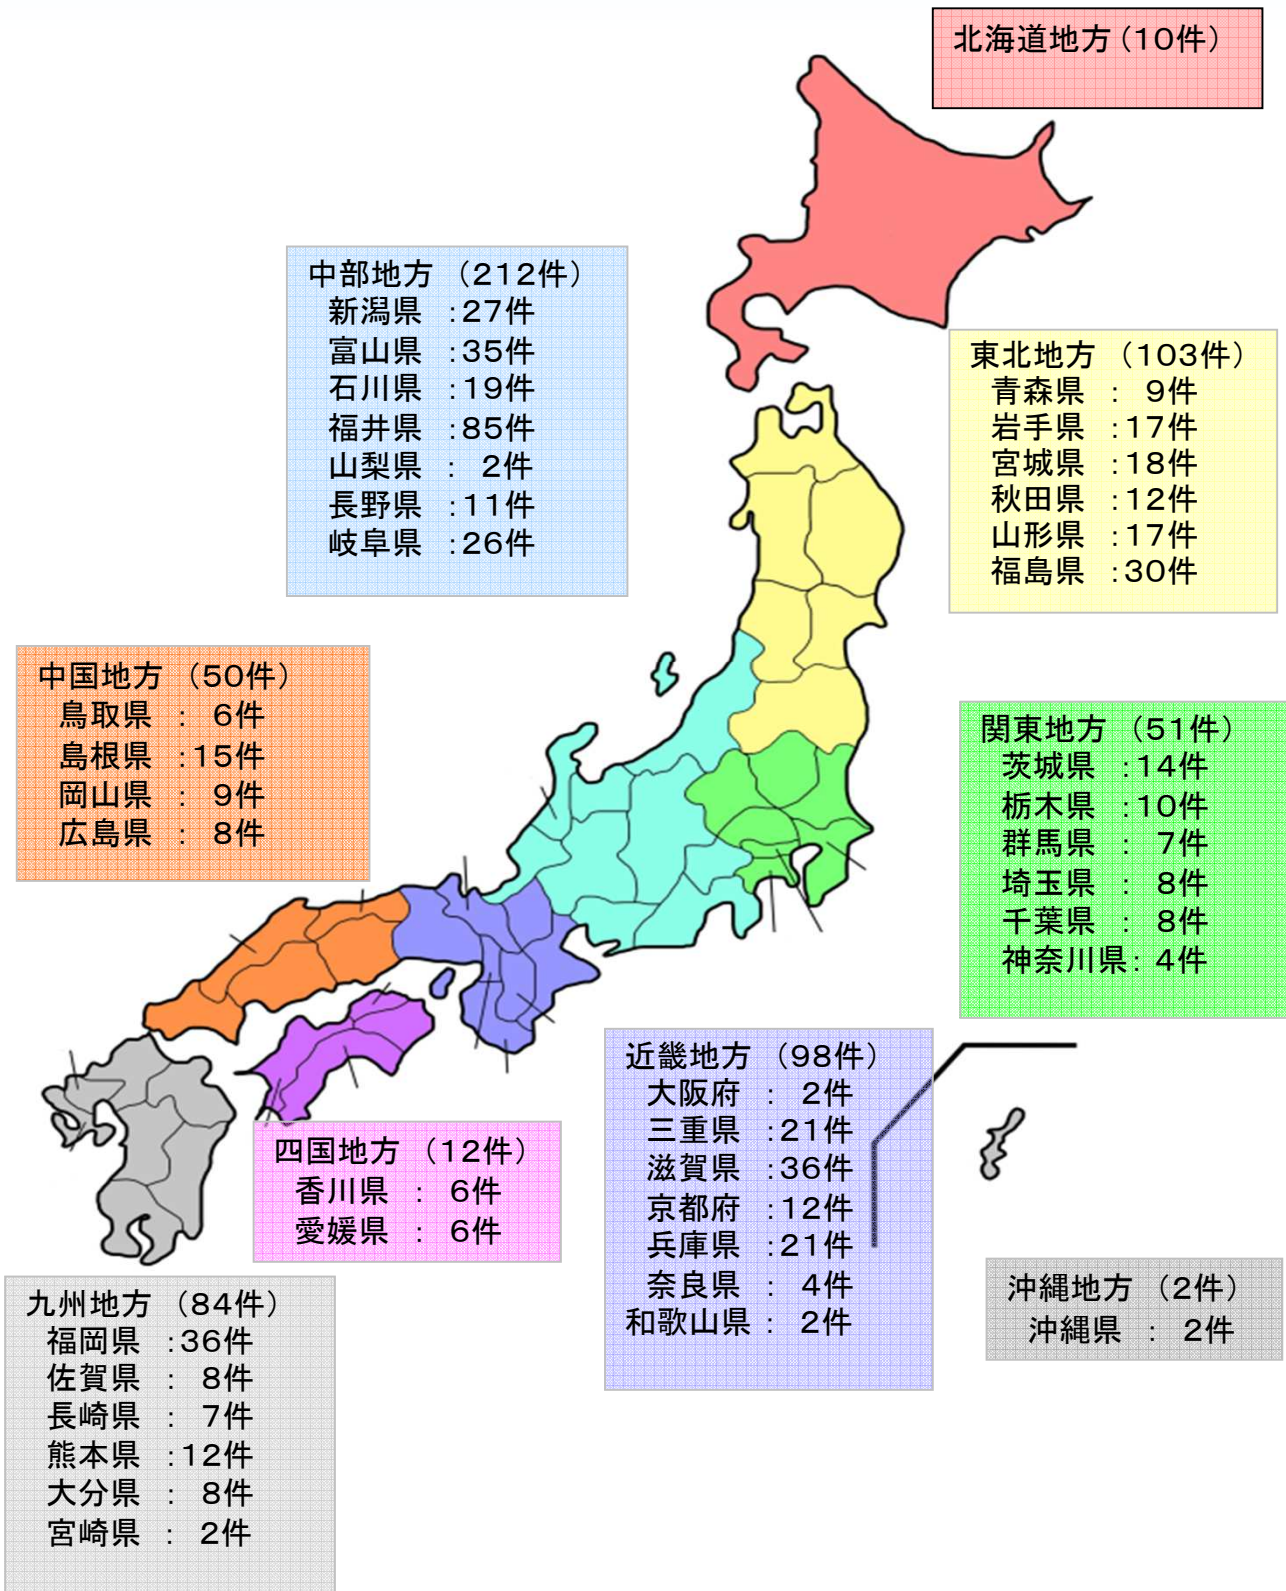 北海道地方（10件）
中部地方（212件）
新潟県：27件
富山県：35件
石川県：19件
福井県：85件
山梨県： 2件
長野県：11件
岐阜県：26件
東北地方（103件）
青森県： 9件
岩手県：17件
宮城県：18件
秋田県：12件
山形県：17件
福島県：30件
中国地方（50件）
鳥取県： 6件
島根県：15件
岡山県： 9件
広島県： 8件
関東地方（51件）
茨城県：14件
栃木県：10件
群馬県： 7件
埼玉県： 8件
千葉県： 8件
神奈川県： 4件
近畿地方（98件）
大阪府： 2件
三重県：21件
滋賀県：36件
京都府：12件
兵庫県：21件
奈良県： 4件
和歌山県： 2件
四国地方（12件）
香川県： 6件
愛媛県： 6件
沖縄地方（2件）
沖縄県： 2件
九州地方（84件）
福岡県：36件
佐賀県： 8件
長崎県： 7件
熊本県：12件
大分県： 8件
宮崎県： 2件